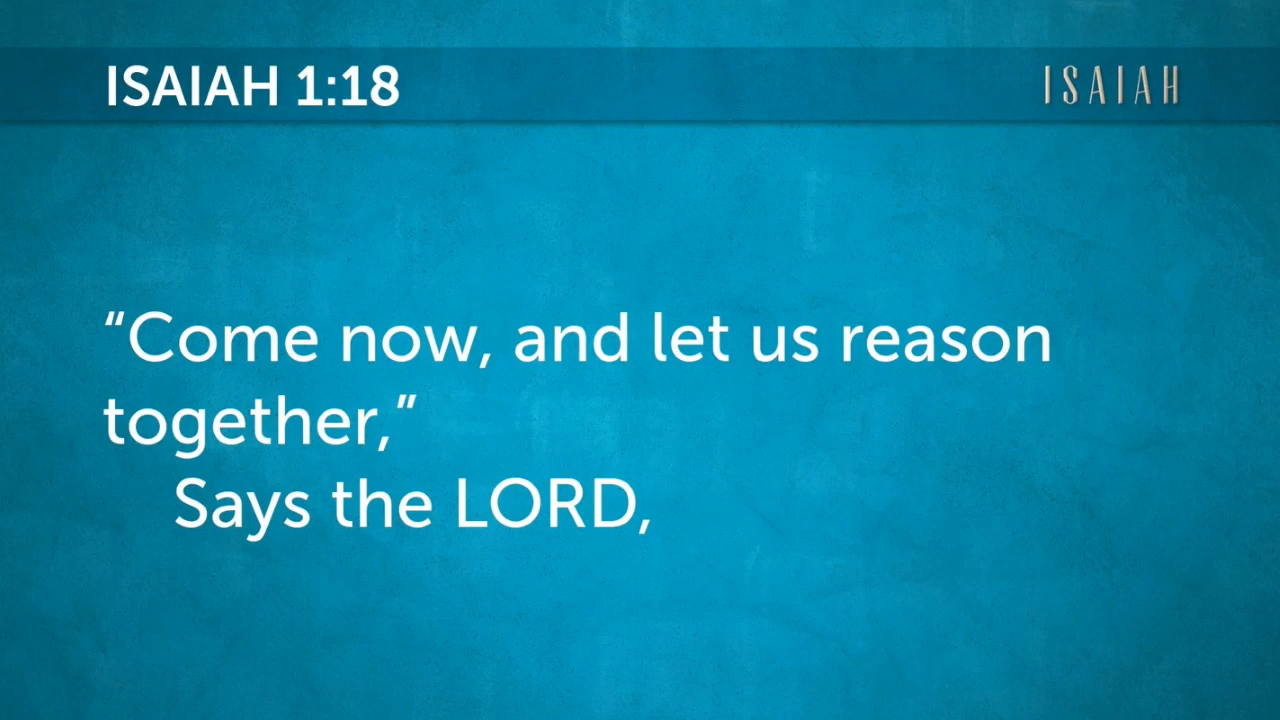 ISAIAH 1:18
ISAIAH
“Come now, and let us reason
together,”
Says the LORD,